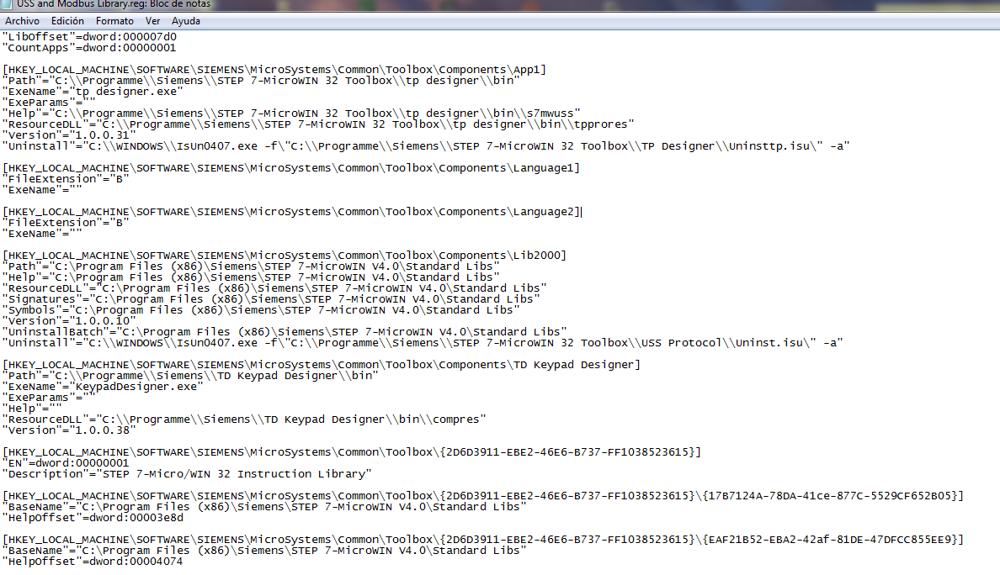 USS and Modbus Library.reg: Bloc de notas
Archivo Edición Formato Ver Ayuda
"LibOffset"=dword:000007d0
"CountApps"=dword:00000001
[HKEY_LOCAL_MACHINE\SOFTWARE\SIEMENS\MicroSystems\Common\Toolbox\Components\App1]
"Path"="C:\\Programme\\Siemens\\STEP 7-MicroWIN 32 Toolbox\\tp designer\\bin"
"ExeName"="tp designer.exe"
"ExeParams"=""
"Help"="C:\\Programme\\Siemens\\STEP 7-MicroWIN 32 Toolbox\\tp designer\\bin\\s7mwuss"
"ResourceDLL"="C:\\Programme\\Siemens\\STEP 7-MicroWIN 32 Toolbox\\tp designer\\bin\\tpprores"
"Version"="1.0.0.31"
"Uninstall"="C:\\WINDOWS\\IsUn0407.exe -f\"C:\\Programme\\Siemens\\STEP 7-MicroWIN 32 Toolbox\\TP Designer\\Uninsttp.isu\" -a"
[HKEY_LOCAL_MACHINE\SOFTWARE\SIEMENS\MicroSystems\Common\Toolbox\Components\Language1]
"FileExtension"="B"
"ExeName"=""
[HKEY_LOCAL_MACHINE\SOFTWARE\SIEMENS\MicroSystems\Common\Toolbox\Components\Language2]
"FileExtension"="B"
"ExeName"=""
[HKEY_LOCAL_MACHINE\SOFTWARE\SIEMENS\MicroSystems\Common\Toolbox\Components\Lib2000]
"Path"="C:\Program Files (x86)\Siemens\STEP 7-MicroWIN V4.0\Standard Libs"
"Help"="C:\Program Files (x86)\Siemens\STEP 7-MicroWIN V4.0\Standard Libs"
"ResourceDLL"="C:\Program Files (x86)\Siemens\STEP 7-MicroWIN V4.0\Standard Libs"
"Signatures"="C:\Program Files (x86)\Siemens\STEP 7-MicroWIN V4.0\Standard Libs"
"Symbols"="C:\Program Files (x86)\Siemens\STEP 7-MicroWIN V4.0\Standard Libs"
"Version"="1.0.0.10"
"UninstallBatch"="C:\Program Files (x86)\Siemens\STEP 7-MicroWIN V4.0\Standard Libs"
"Uninstall"="C:\\WINDOWS\\IsUn0407.exe -f\"C:\\Programme\\Siemens\\STEP 7-MicroWIN 32 Toolbox\\USS Protocol\\Uninst.isu\" -a"
[HKEY_LOCAL_MACHINE\SOFTWARE\SIEMENS\MicroSystems\Common\Toolbox\Components\TD Keypad Designer]
"Path"="C:\\Programme\\Siemens\\TD Keypad Designer\\bin"
"ExeName"="KeypadDesigner.exe"
"ExeParams"=""
"Help"=""
"ResourceDLL"="C:\\Programme\\Siemens\\TD Keypad Designer\\bin\\compres"
"Version"="1.0.0.38"
[HKEY_LOCAL_MACHINE\SOFTWARE\SIEMENS\MicroSystems\Common\Toolbox\{2D6D3911-EBE2-46E6-B737-FF1038523615}]
"EN"=dword:00000001
"Description"="STEP 7-Micro/WIN 32 Instruction Library"
[HKEY_LOCAL_MACHINE\SOFTWARE\SIEMENS\MicroSystems\Common\Toolbox\{2D6D3911-EBE2-46E6-B737-FF1038523615}\{17B7124A-78DA-41ce-877C-5529CF652B05}]
"BaseName"="C:\Program Files (x86)\Siemens\STEP 7-MicroWIN V4.0\Standard Libs"
"HelpOffset"=dword:00003e8d
[HKEY_LOCAL_MACHINE\SOFTWARE\SIEMENS\MicroSystems\Common\Toolbox\{2D6D3911-EBE2-46E6-B737-FF1038523615}\{EAF21B52-EBA2-42af-81DE-47DFCC855EE9}]
"BaseName"="C:\Program Files (x86)\Siemens\STEP 7-MicroWIN V4.0\Standard Libs"
"HelpOffset"=dword:00004074